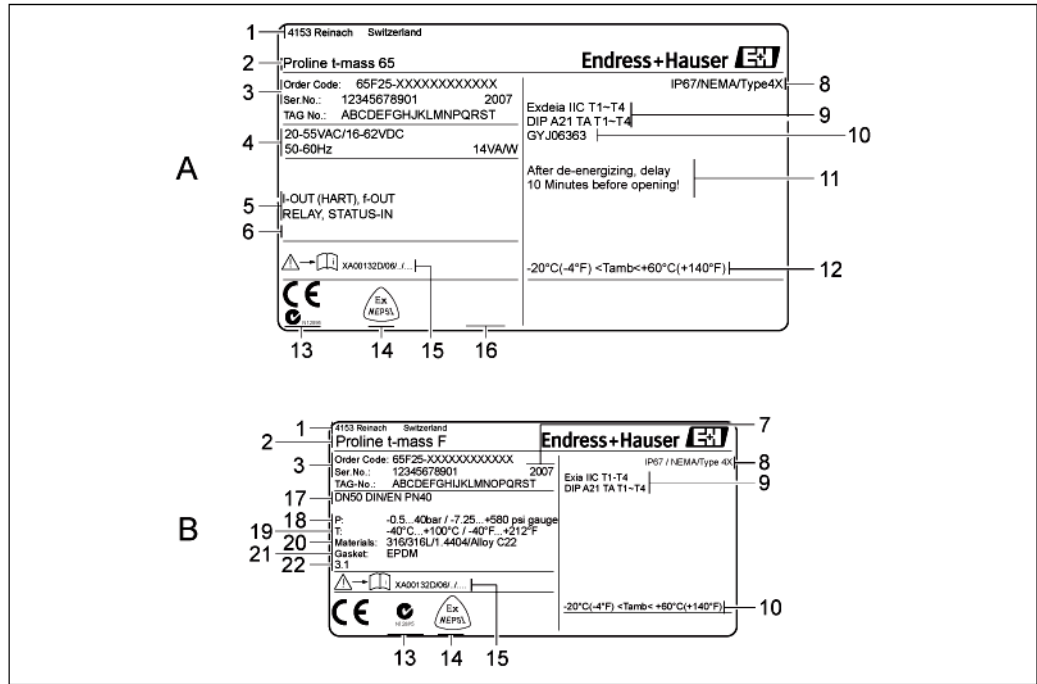 1 4153 Reinach Switzerland
2 Proline t-mass 65 Endress+Hauser E+H
3 Order Code: 65F25-XXXXXXXXXXXX IP67/NEMA/Type4X 8
Ser.No.: 12345678901 2007
TAG No.: ABCDEFGHJKLMNPQRST
Exdeia IIC T1~T4
DIP A21 TA T1~T4 9
GYJ06363 10
4 20-55VAC/16-62VDC
50-60Hz 14VA/W
A
After de-energizing, delay
10 Minutes before opening! 11
5 I-OUT (HART), f-OUT
RELAY, STATUS-IN
6
XA00132D/06/../...
-20°C(-4°F) <Tamb<+60°C(+140°F) 12
CE
Ex
NEPSI
13 14 15 16
1 4153 Reinach Switzerland 7
2 Proline t-mass F Endress+Hauser E+H
3 Order Code: 65F25-XXXXXXXXXXXX IP67 / NEMA/Type 4X 8
Ser.No.: 12345678901 2007
TAG-No.: ABCDEFGHIJKLMNOPQRST
Exia IIC T1-T4
DIP A21 TA T1~T4 9
17 DN50 DIN/EN PN40
B
18 P: -0.5...40bar / -7.25...+580 psi gauge
19 T: -40°C...+100°C / -40°F...+212°F
20 Materials: 316/316L/1.4404/Alloy C22
21 Gasket: EPDM
22 3.1
XA00132D/06/../...
-20°C(-4°F) <Tamb< +60°C(+140°F) 10
CE
Ex
NEPSI
13 14 15